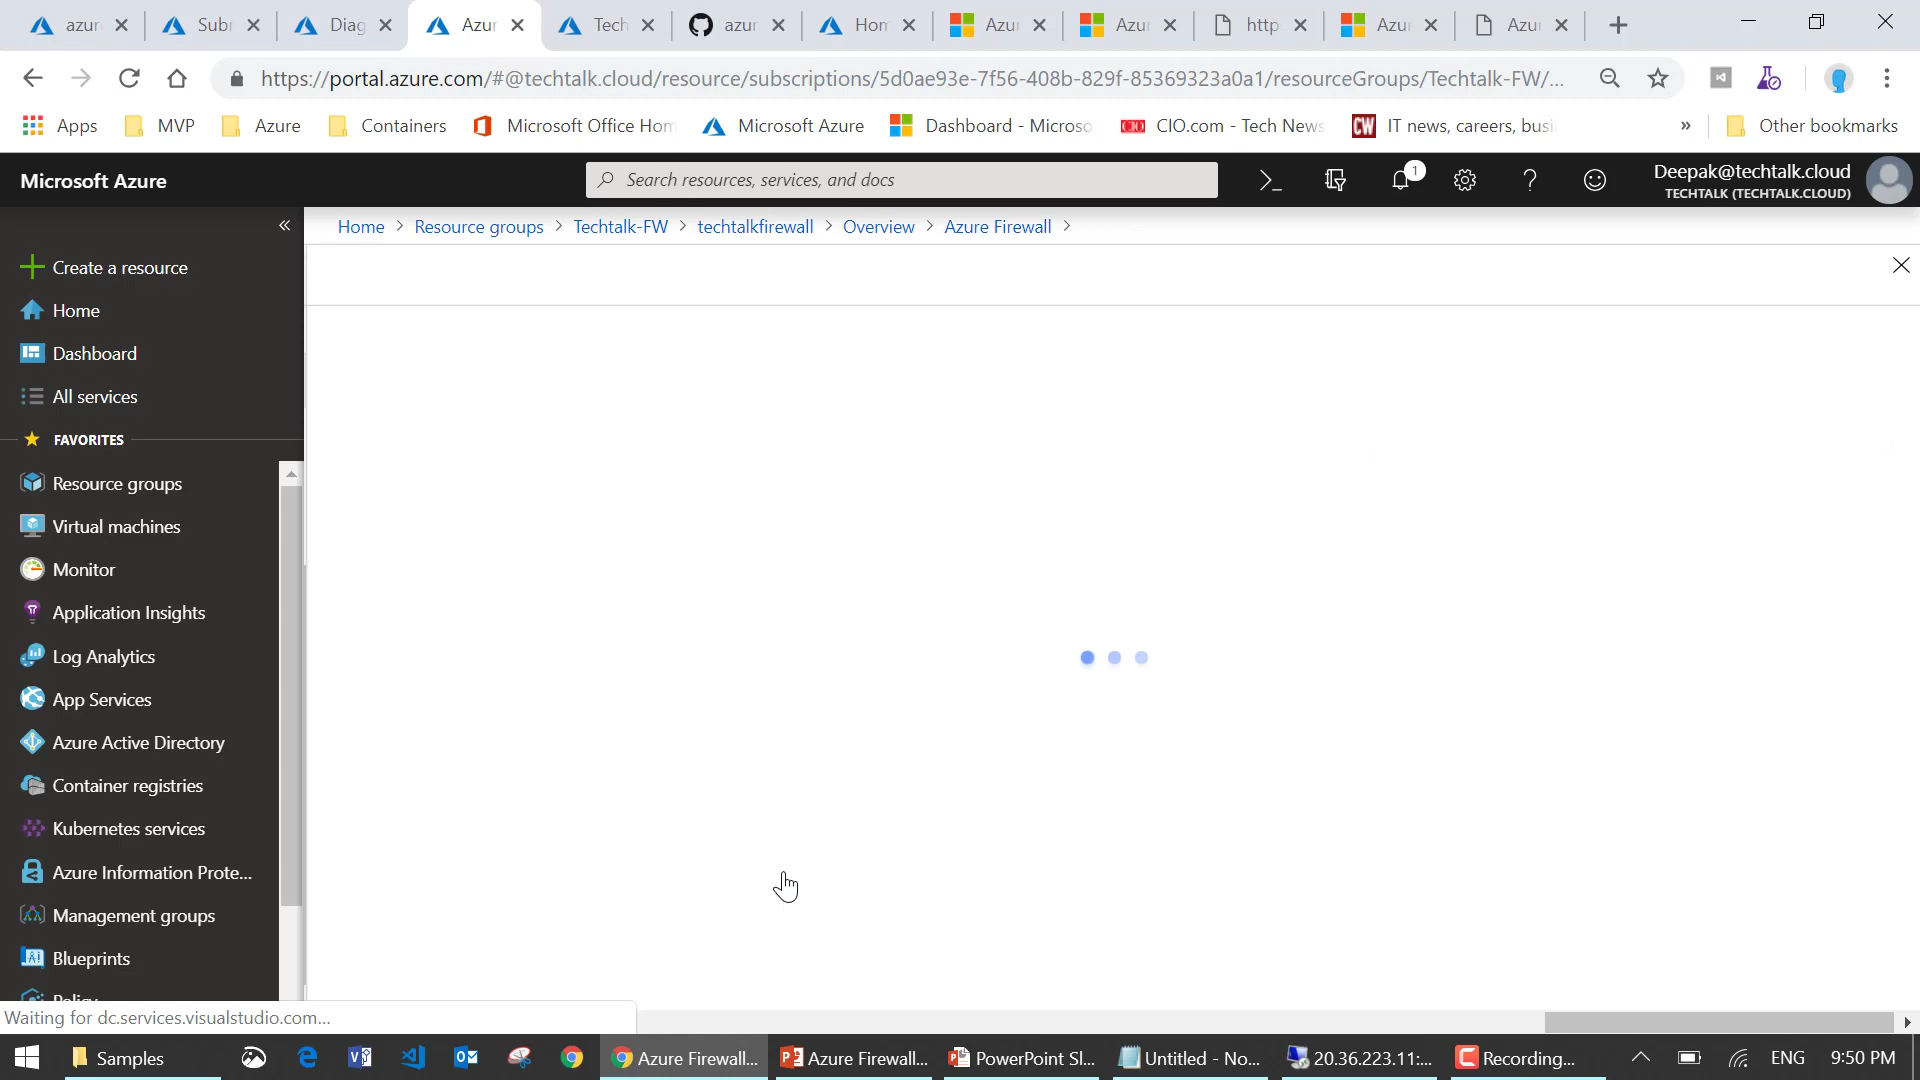 azur
Subr
Diag
Azur
Tech
azur
Hom
Azur
Azur
http
Azur
Azur
https://portal.azure.com/#@techtalk.cloud/resource/subscriptions/5d0ae93e-7f56-408b-829f-85369323a0a1/resourceGroups/Techtalk-FW/...
Apps
MVP
Azure
Containers
Microsoft Office Hom
Microsoft Azure
Dashboard - Microso
CIO.com - Tech News
CW
IT news, careers, busi
»
Other bookmarks
Microsoft Azure
Search resources, services, and docs
1
Deepak@techtalk.cloud
TECHTALK (TECHTALK.CLOUD)
Home > Resource groups > Techtalk-FW > techtalkfirewall > Overview > Azure Firewall >
Create a resource
Home
Dashboard
All services
FAVORITES
Resource groups
Virtual machines
Monitor
Application Insights
Log Analytics
App Services
Azure Active Directory
Container registries
Kubernetes services
Azure Information Prote...
Management groups
Blueprints
Policy
Waiting for dc.services.visualstudio.com...
Samples
Azure Firewall...
Azure Firewall...
PowerPoint Sl...
Untitled - No...
20.36.223.11:...
Recording...
ENG
9:50 PM